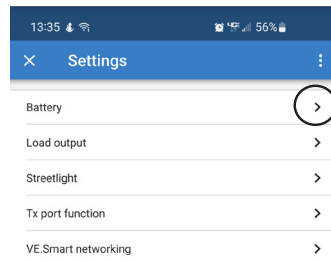 13:35 56%
Settings
Battery
Load output
Streetlight
Tx port function
VE.Smart networking